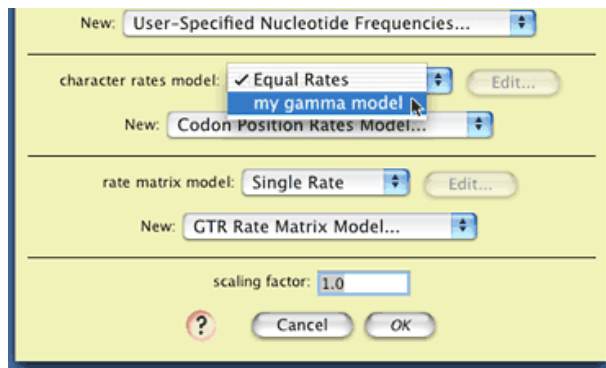 New: User-Specified Nucleotide Frequencies...
character rates model: ✓ Equal Rates Edit...
my gamma model
New: Codon Position Rates Model...
rate matrix model: Single Rate Edit...
New: GTR Rate Matrix Model...
scaling factor: 1.0
? Cancel OK